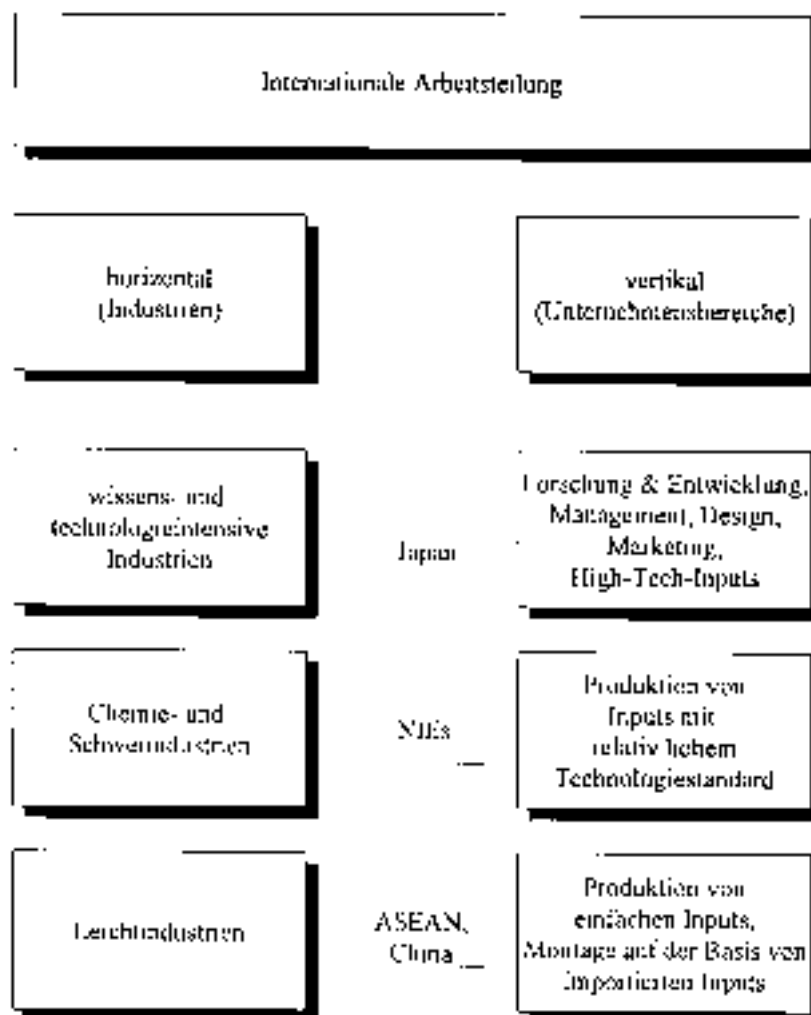 Internationale Arbeitsteilung
horizontal
(Industrien)
vertikal
(Unternehmensbereiche)
wissens- und
technologieintensive
Industrien
Japan
Forschung & Entwicklung,
Management, Design,
Marketing,
High-Tech-Inputs
Chemie- und
Schwerindustrien
NIEs
Produktion von
Inputs mit
relativ hohem
Technologiestandard
Leichtindustrien
ASEAN,
China
Produktion von
einfachen Inputs,
Montage auf der Basis von
importierten Inputs